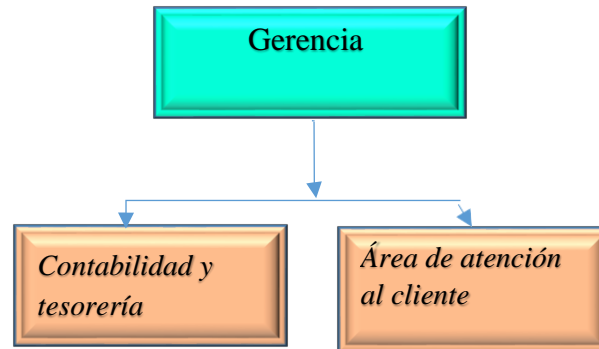 Gerencia
Contabilidad y
tesorería
Área de atención
al cliente